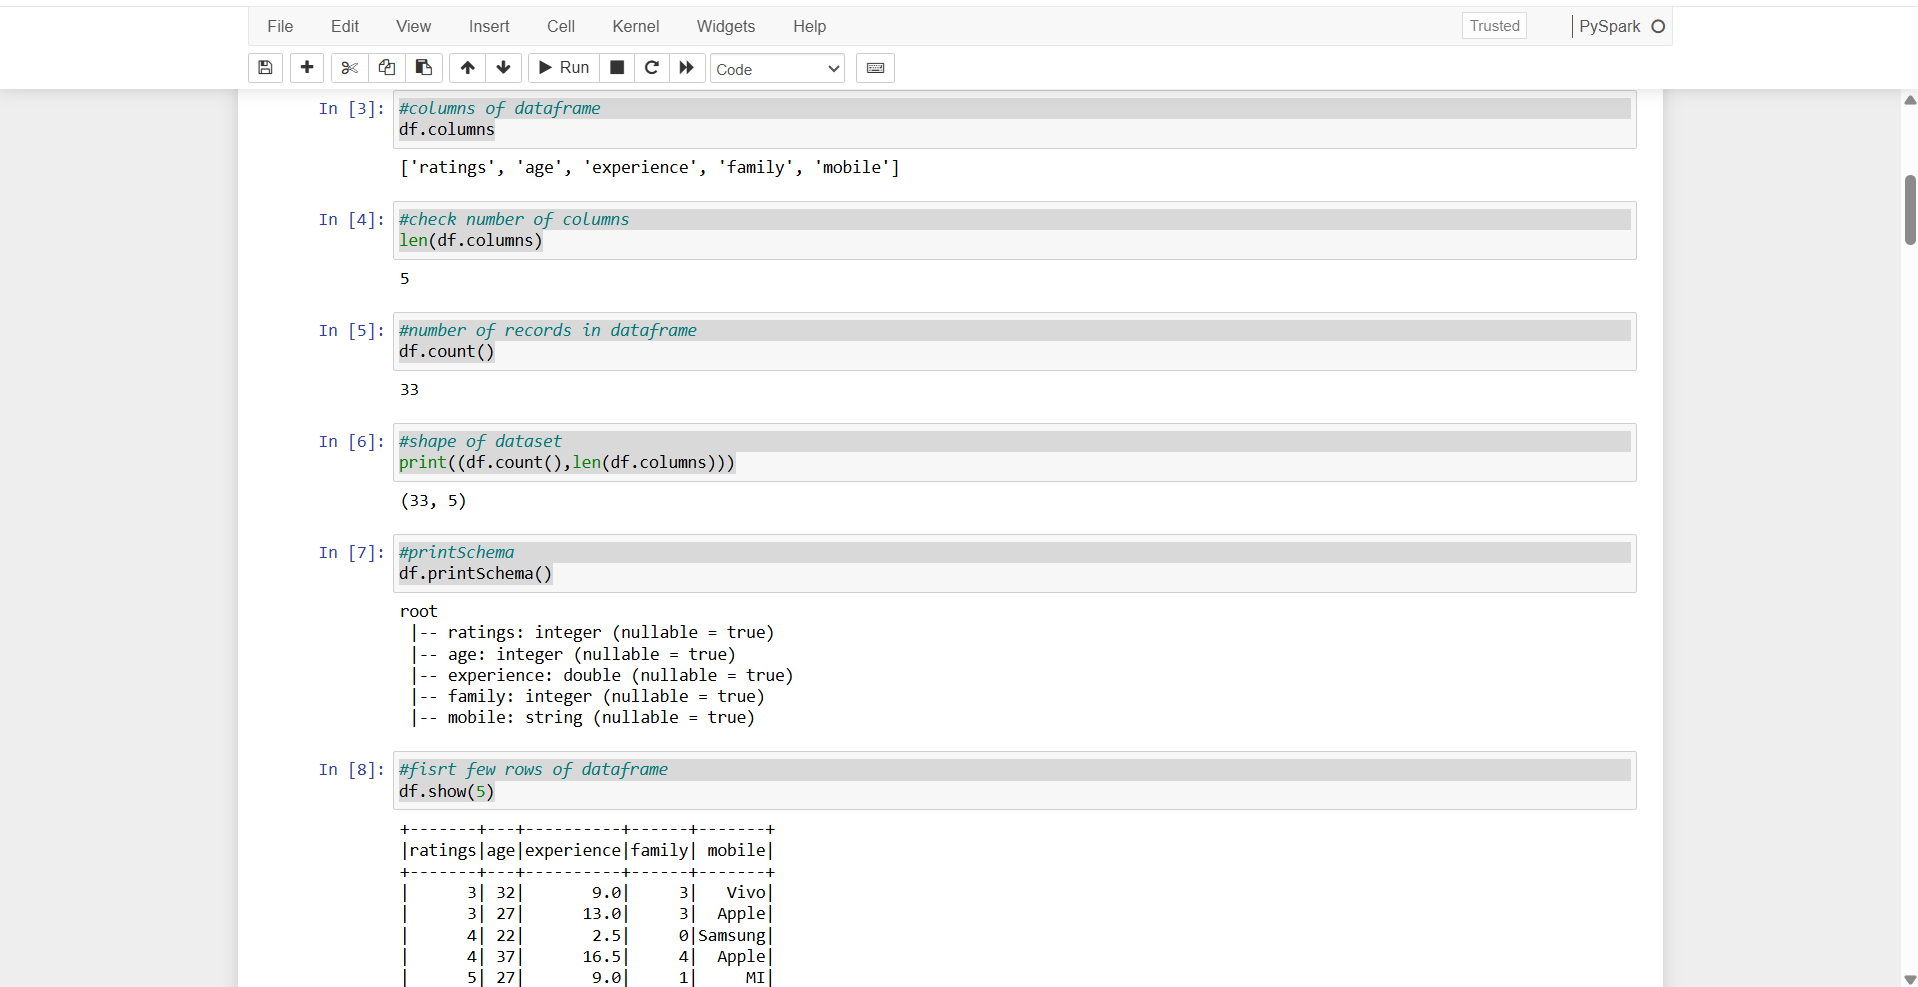 File Edit View Insert Cell Kernel Widgets Help Trusted PySpark
Run Code
In [3]: #columns of dataframe
df.columns
['ratings', 'age', 'experience', 'family', 'mobile']
In [4]: #check number of columns
len(df.columns)
5
In [5]: #number of records in dataframe
df.count()
33
In [6]: #shape of dataset
print((df.count(),len(df.columns)))
(33, 5)
In [7]: #printSchema
df.printSchema()
root
 |-- ratings: integer (nullable = true)
 |-- age: integer (nullable = true)
 |-- experience: double (nullable = true)
 |-- family: integer (nullable = true)
 |-- mobile: string (nullable = true)
In [8]: #fisrt few rows of dataframe
df.show(5)
+-------+---+----------+------+-------+
|ratings|age|experience|family| mobile|
+-------+---+----------+------+-------+
|      3| 32|       9.0|     3|   Vivo|
|      3| 27|      13.0|     3|  Apple|
|      4| 22|       2.5|     0|Samsung|
|      4| 37|      16.5|     4|  Apple|
|      5| 27|       9.0|     1|     MI|